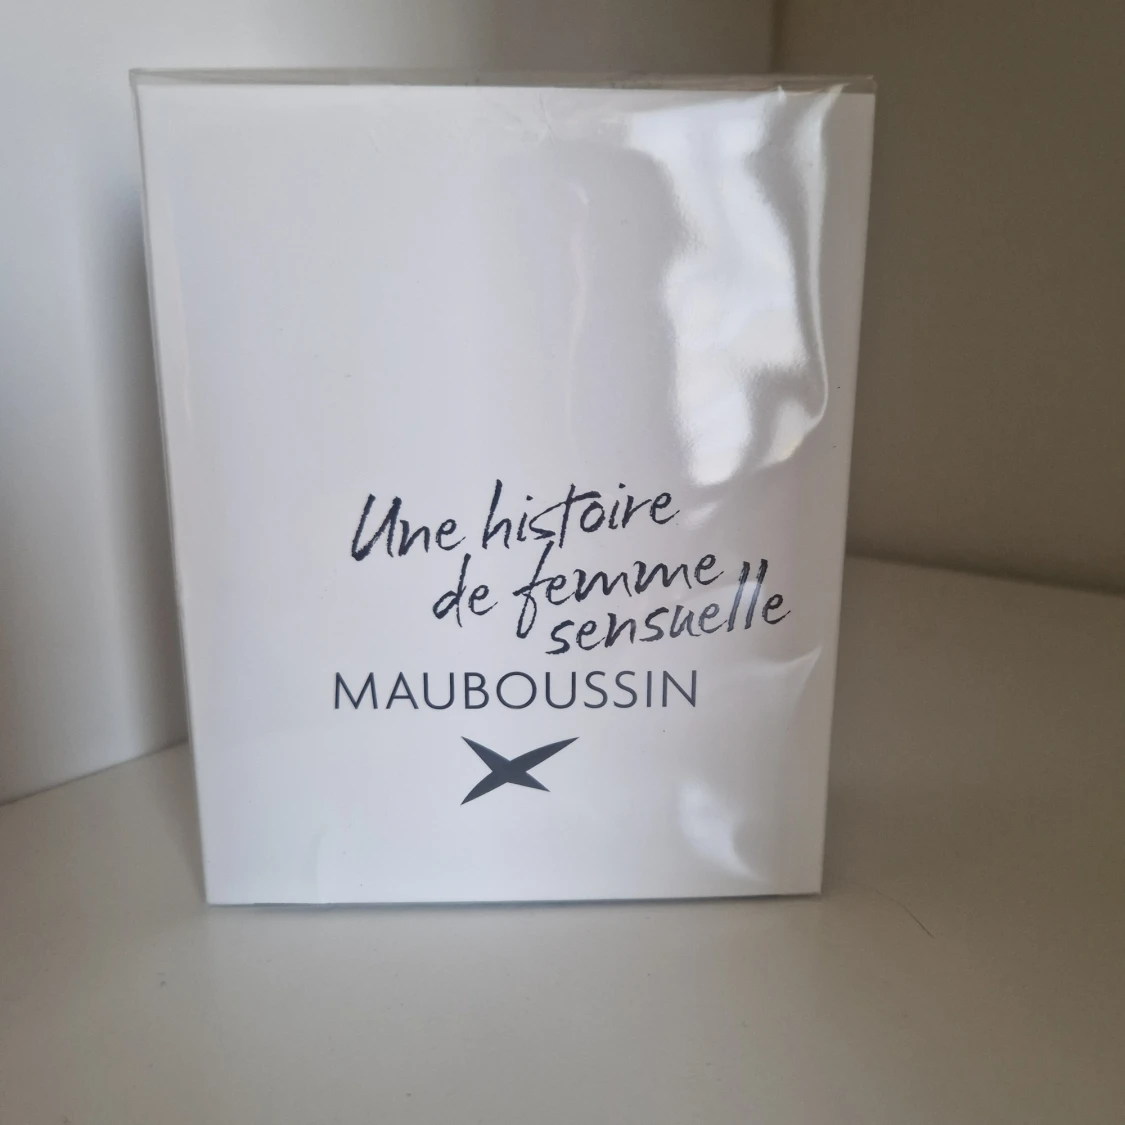 Une histoire
de femme
sensuelle
MAUBOUSSIN